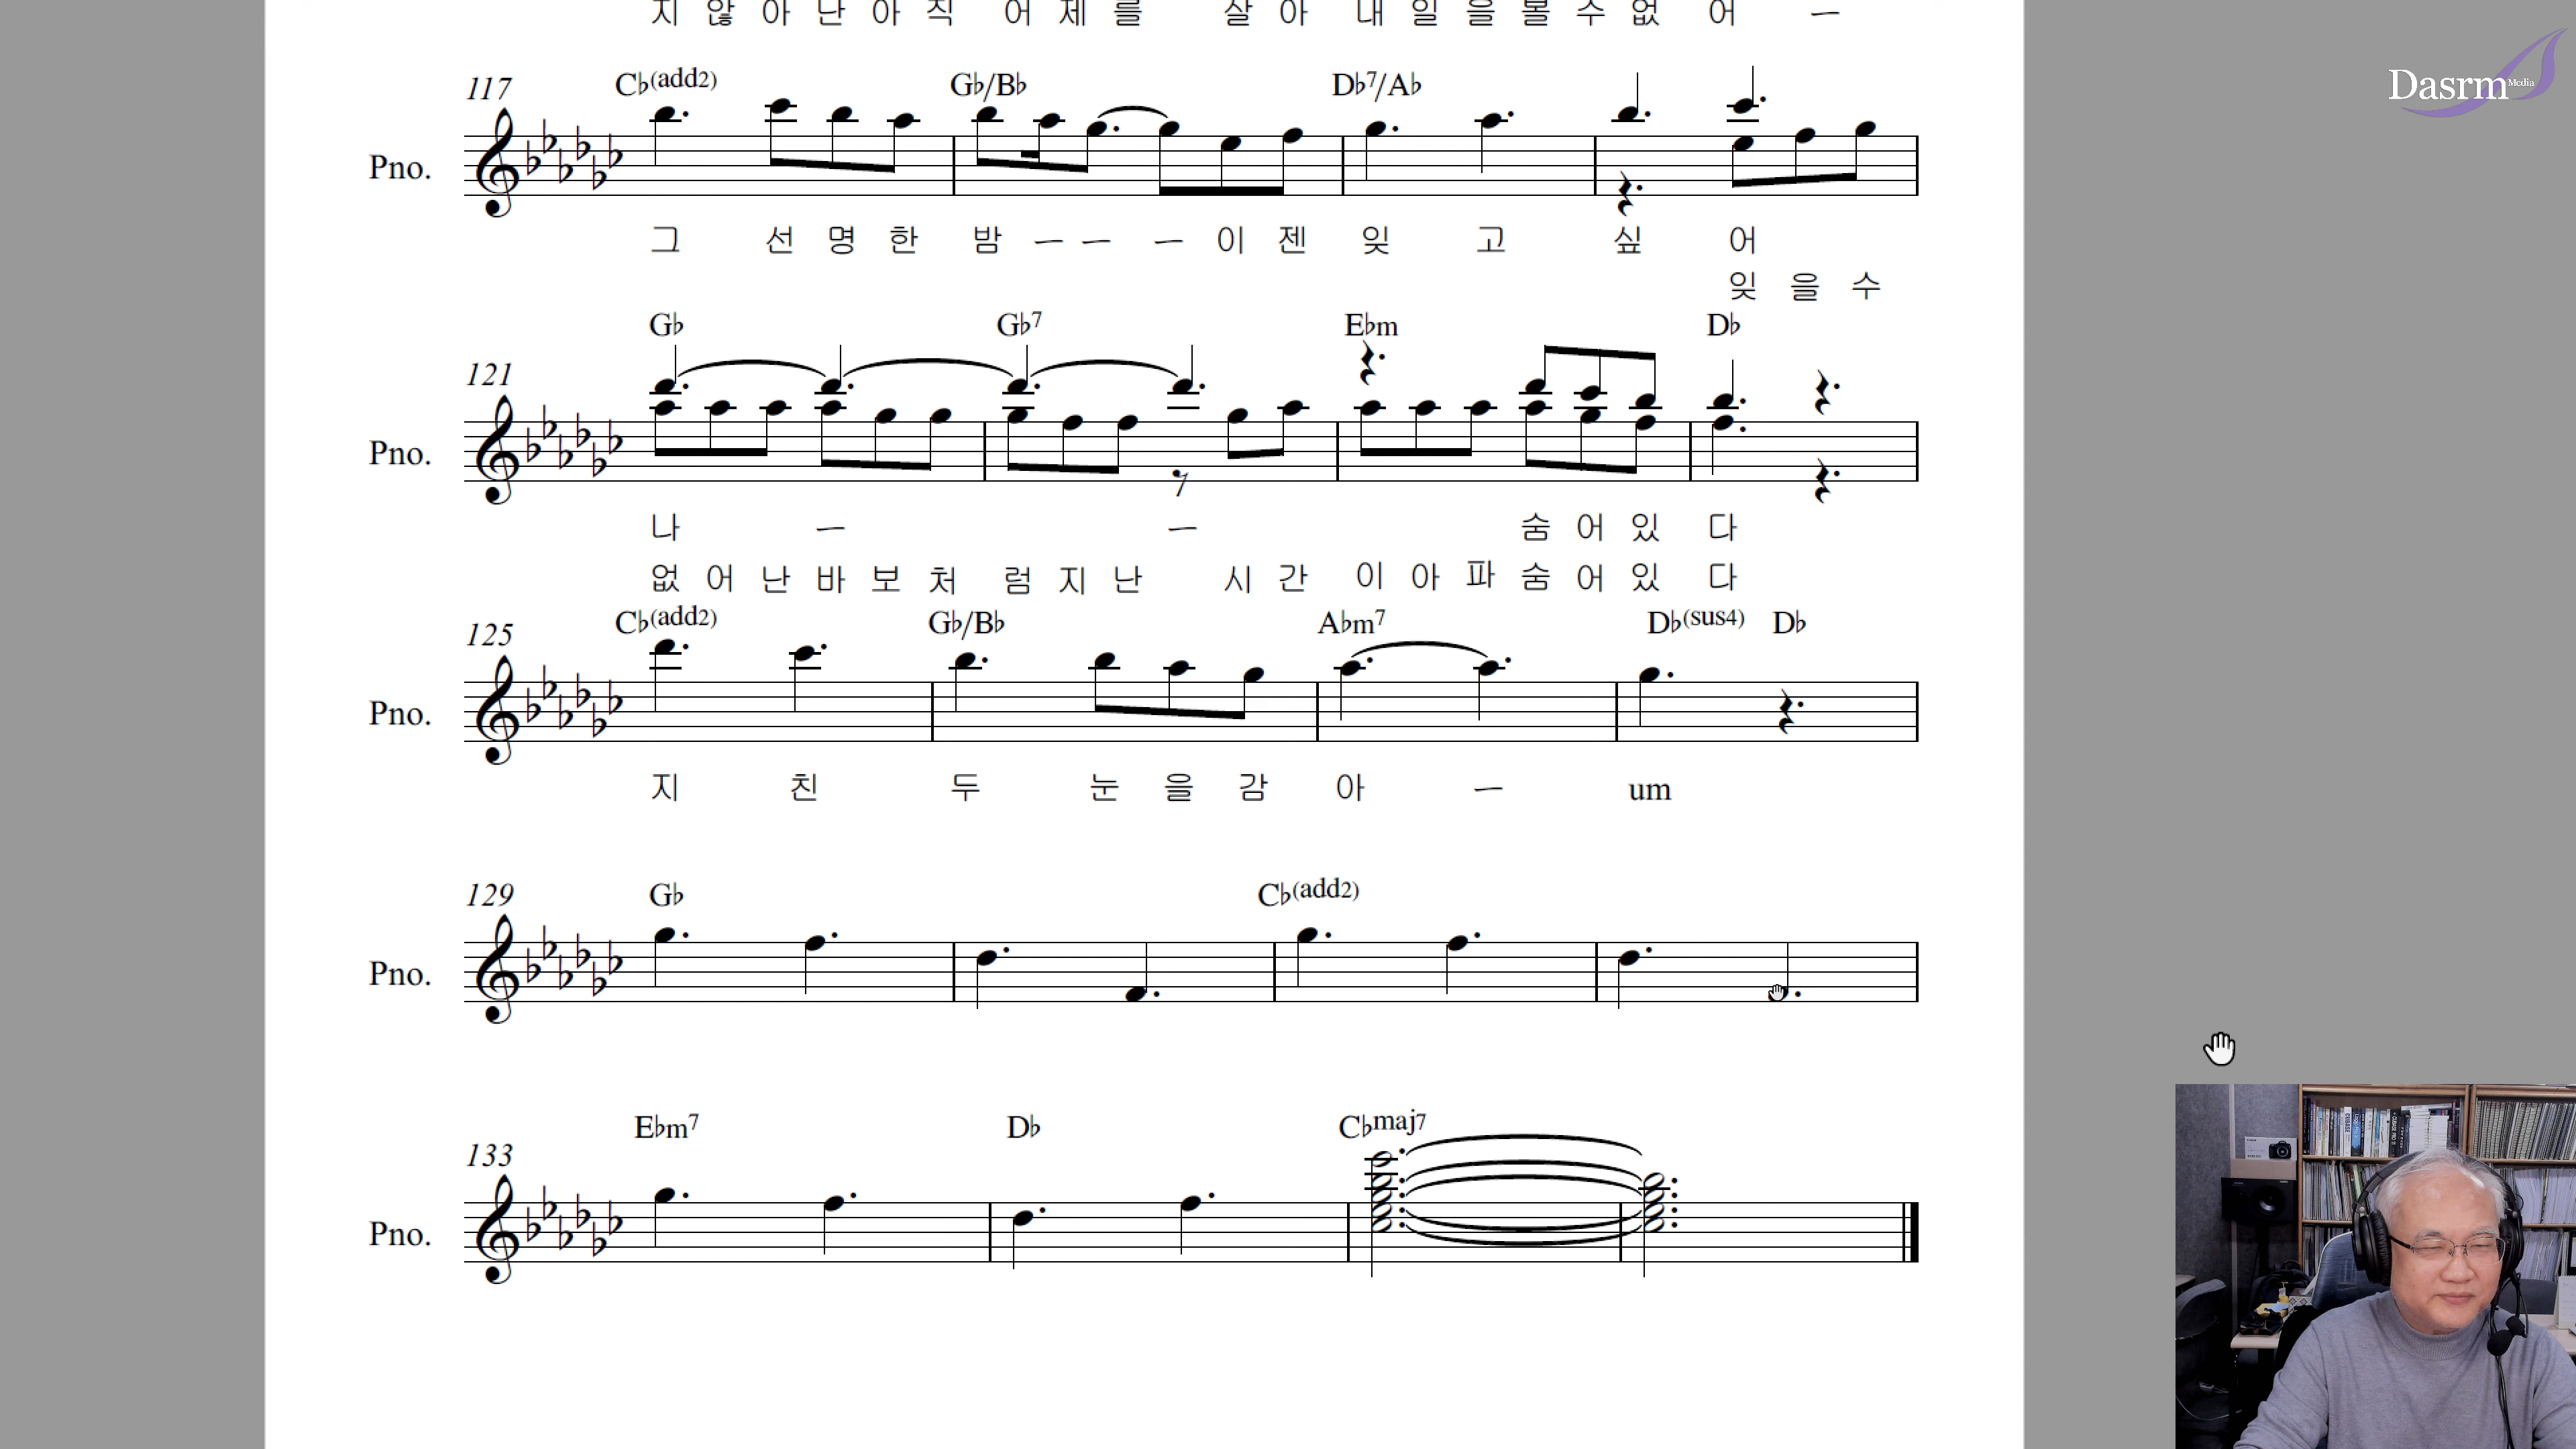 지 않 아 난 아 직 어 제 를 살 아 내 일 을 볼 수 없 어 ㅡ
Dasrm Media
117 C♭(add2) G♭/B♭ D♭7/A♭
Pno.
그 선 명 한 밤 ㅡ ㅡ ㅡ 이 젠 잊 고 싶 어
잊 을 수
G♭ G♭7 E♭m D♭
121
Pno.
나 ㅡ ㅡ 숨 어 있 다
없 어 난 바 보 처 럼 지 난 시 간 이 아 파 숨 어 있 다
C♭(add2) G♭/B♭ A♭m7 D♭(sus4) D♭
125
Pno.
지 친 두 눈 을 감 아 ㅡ um
129 G♭ C♭(add2)
Pno.
E♭m7 D♭ C♭maj7
133
Pno.